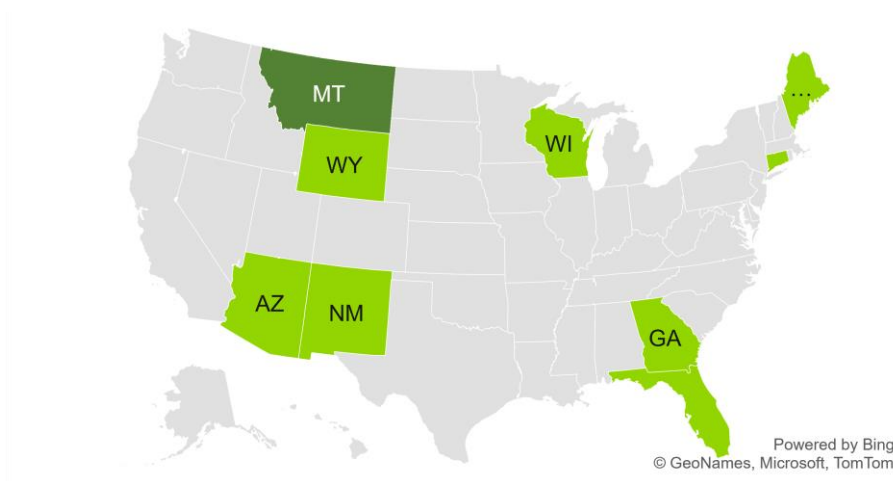 MT
WY
WI
...
AZ
NM
GA
Powered by Bing
© GeoNames, Microsoft, TomTom